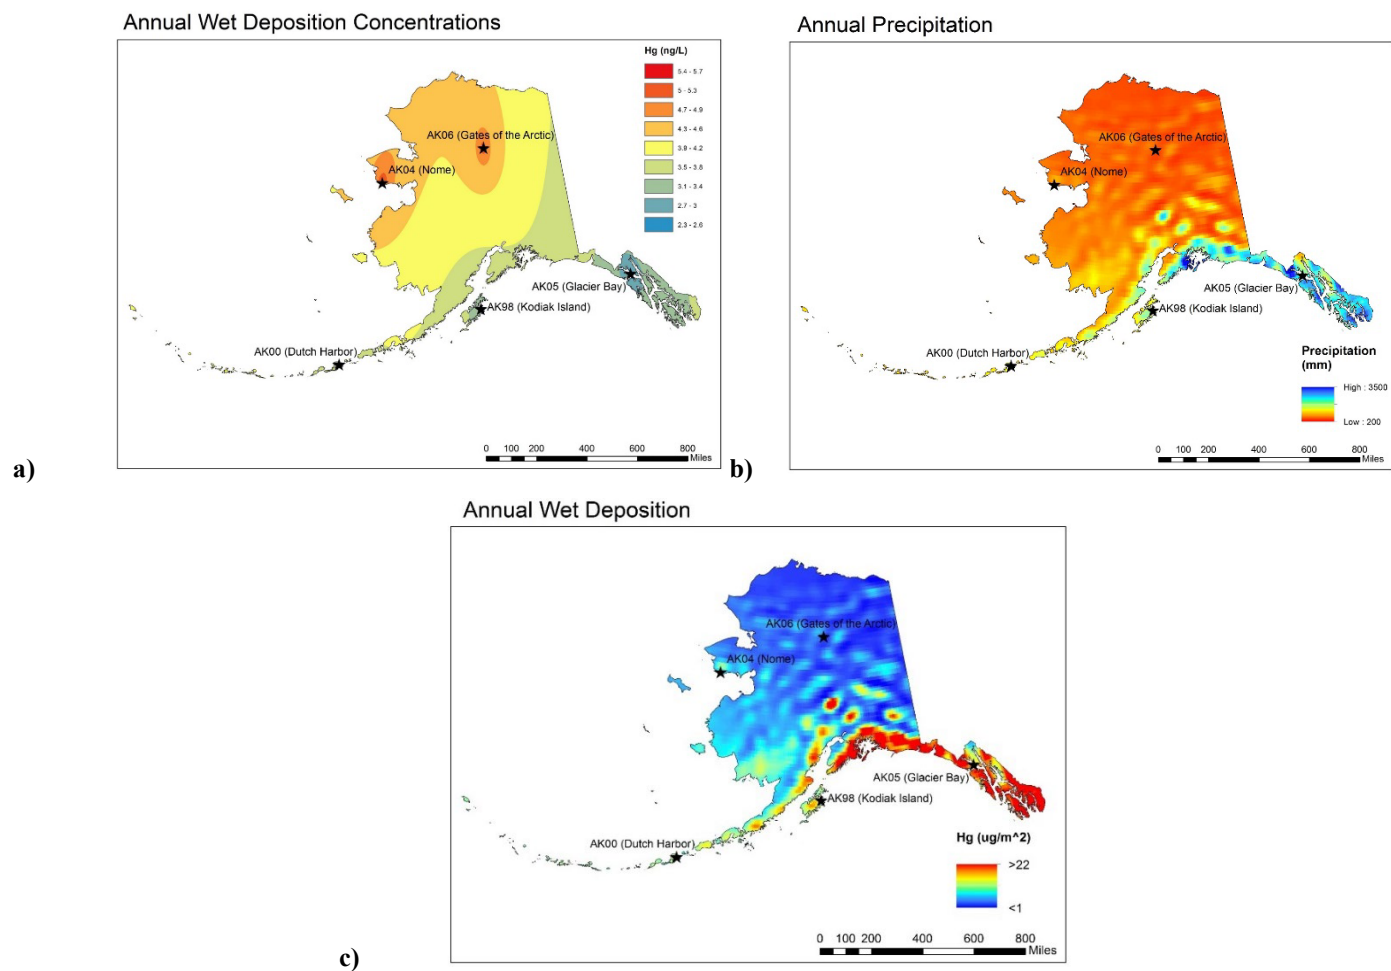 Annual Wet Deposition Concentrations
Hg (ng/L)
5.4 - 5.7
5 - 5.3
4.7 - 4.9
4.3 - 4.6
3.9 - 4.2
3.5 - 3.8
3.1 - 3.4
2.7 - 3
2.3 - 2.6
AK06 (Gates of the Arctic)
AK04 (Nome)
AK05 (Glacier Bay)
AK98 (Kodiak Island)
AK00 (Dutch Harbor)
0 100 200 400 600 800
Miles
a)
Annual Precipitation
AK06 (Gates of the Arctic)
AK04 (Nome)
AK05 (Glacier Bay)
AK98 (Kodiak Island)
AK00 (Dutch Harbor)
Precipitation
(mm)
High : 3500
Low : 200
0 100 200 400 600 800
Miles
b)
Annual Wet Deposition
AK06 (Gates of the Arctic)
AK04 (Nome)
AK05 (Glacier Bay)
AK98 (Kodiak Island)
AK00 (Dutch Harbor)
Hg (ug/m^2)
>22
<1
0 100 200 400 600 800
Miles
c)